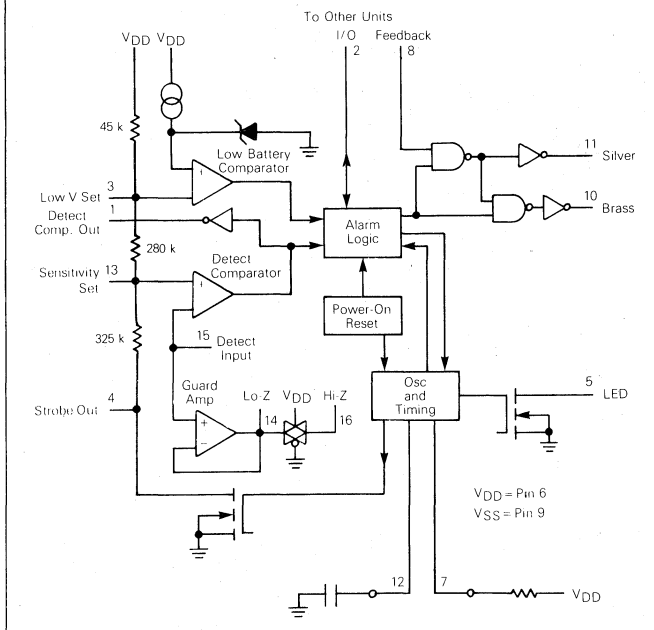 To Other Units
I/O Feedback
2 8
VDD VDD
45 k
Low Battery
Comparator
11
Silver
10
Brass
3
Low V Set
1
Detect
Comp. Out
Alarm
Logic
280 k
Detect
Comparator
13
Sensitivity
Set
Power-On
Reset
325 k
15
Detect
Input
Osc
and
Timing
5
LED
Guard
Amp
Lo-Z VDD Hi-Z
14 16
4
Strobe Out
+
+
+
−
VDD = Pin 6
VSS = Pin 9
12 7
VDD